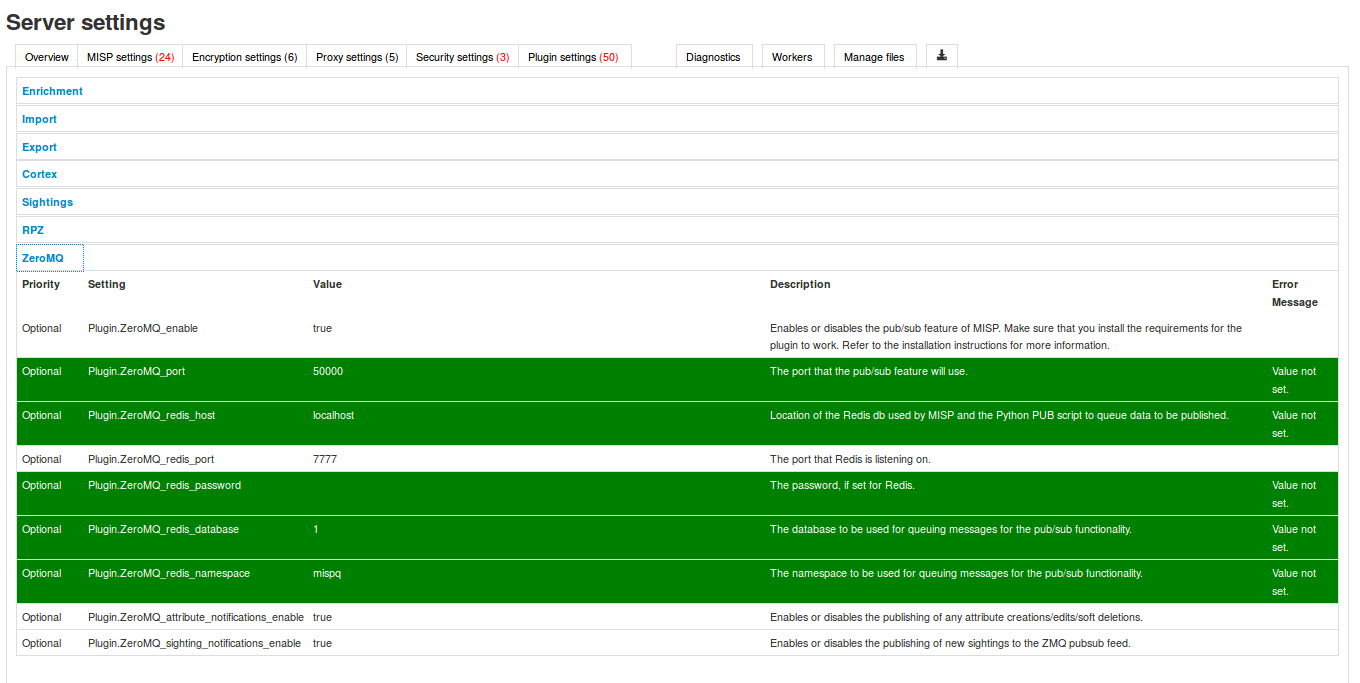 Server settings
Overview MISP settings (24) Encryption settings (6) Proxy settings (5) Security settings (3) Plugin settings (50) Diagnostics Workers Manage files
Enrichment
Import
Export
Cortex
Sightings
RPZ
ZeroMQ
Priority Setting Value Description Error
Message
Optional Plugin.ZeroMQ_enable true Enables or disables the pub/sub feature of MISP. Make sure that you install the requirements for the
plugin to work. Refer to the installation instructions for more information.
Optional Plugin.ZeroMQ_port 50000 The port that the pub/sub feature will use. Value not
set.
Optional Plugin.ZeroMQ_redis_host localhost Location of the Redis db used by MISP and the Python PUB script to queue data to be published. Value not
set.
Optional Plugin.ZeroMQ_redis_port 7777 The port that Redis is listening on.
Optional Plugin.ZeroMQ_redis_password The password, if set for Redis. Value not
set.
Optional Plugin.ZeroMQ_redis_database 1 The database to be used for queuing messages for the pub/sub functionality. Value not
set.
Optional Plugin.ZeroMQ_redis_namespace mispq The namespace to be used for queuing messages for the pub/sub functionality. Value not
set.
Optional Plugin.ZeroMQ_attribute_notifications_enable true Enables or disables the publishing of any attribute creations/edits/soft deletions.
Optional Plugin.ZeroMQ_sighting_notifications_enable true Enables or disables the publishing of new sightings to the ZMQ pubsub feed.